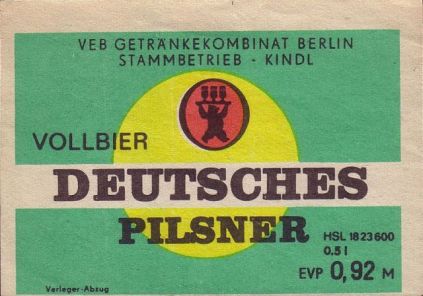 VEB GETRÄNKEKOMBINAT BERLIN
STAMMBETRIEB - KINDL
VOLLBIER
DEUTSCHES
PILSNER
HSL 1823600
0.5 l
EVP 0,92 M
Verleger-Abzug